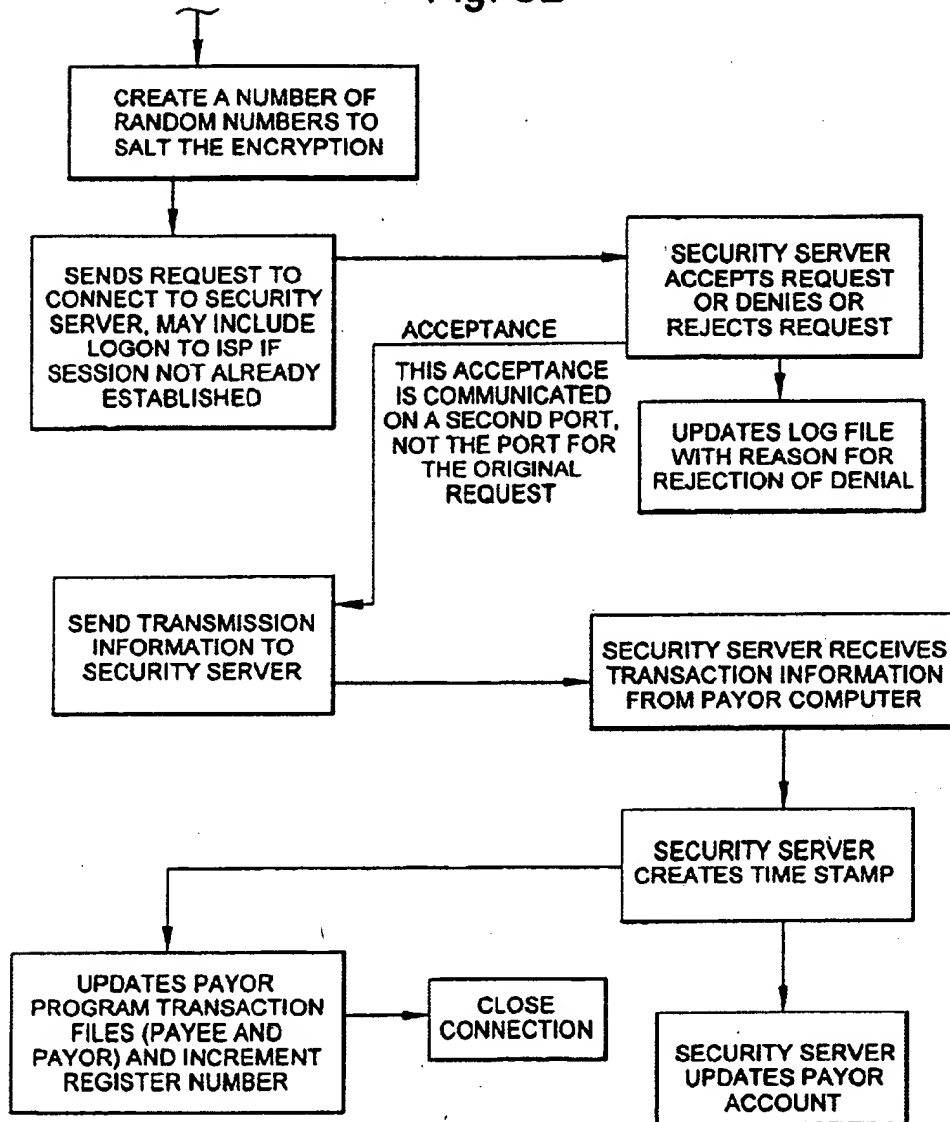 CREATE A NUMBER OF
RANDOM NUMBERS TO
SALT THE ENCRYPTION
SENDS REQUEST TO
CONNECT TO SECURITY
SERVER, MAY INCLUDE
LOGON TO ISP IF
SESSION NOT ALREADY
ESTABLISHED
SECURITY SERVER
ACCEPTS REQUEST
OR DENIES OR
REJECTS REQUEST
ACCEPTANCE
THIS ACCEPTANCE
IS COMMUNICATED
ON A SECOND PORT,
NOT THE PORT FOR
THE ORIGINAL
REQUEST
UPDATES LOG FILE
WITH REASON FOR
REJECTION OF DENIAL
SEND TRANSMISSION
INFORMATION TO
SECURITY SERVER
SECURITY SERVER RECEIVES
TRANSACTION INFORMATION
FROM PAYOR COMPUTER
SECURITY SERVER
CREATES TIME STAMP
UPDATES PAYOR
PROGRAM TRANSACTION
FILES (PAYEE AND
PAYOR) AND INCREMENT
REGISTER NUMBER
CLOSE
CONNECTION
SECURITY SERVER
UPDATES PAYOR
ACCOUNT